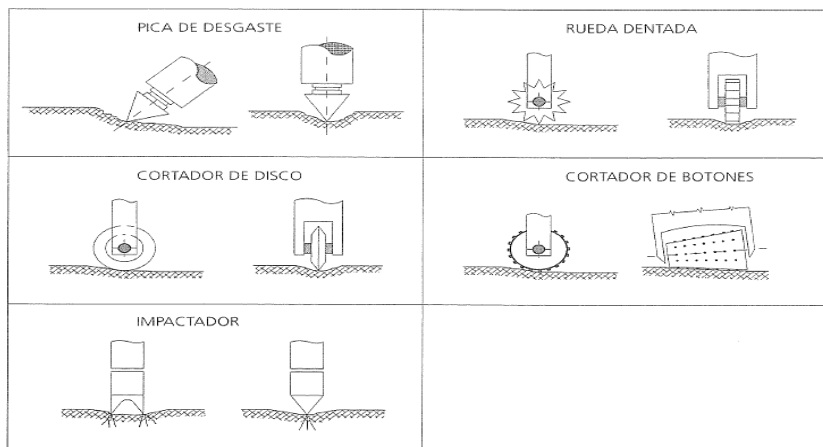 PICA DE DESGASTE
RUEDA DENTADA
CORTADOR DE DISCO
CORTADOR DE BOTONES
IMPACTADOR